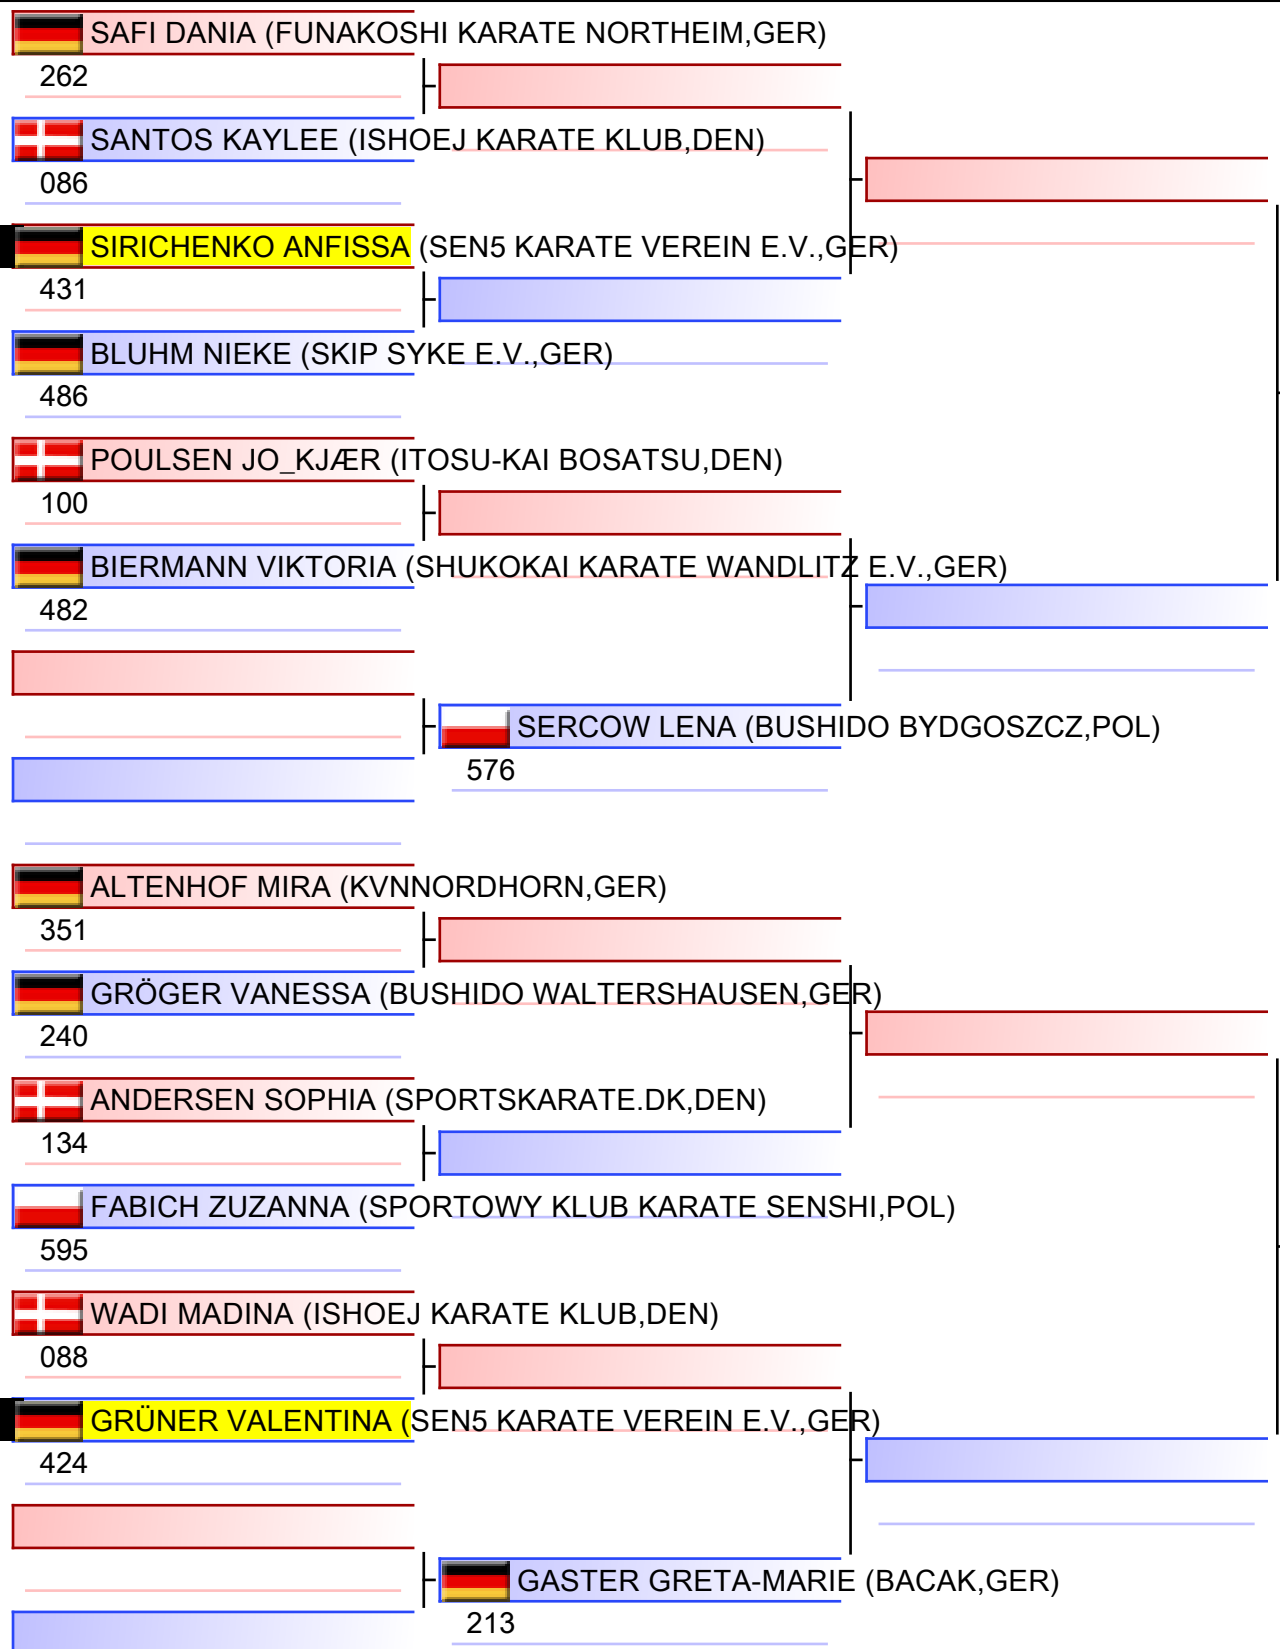 SAFI DANIA (FUNAKOSHI KARATE NORTHEIM,GER)
262
SANTOS KAYLEE (ISHOEJ KARATE KLUB,DEN)
086
SIRICHENKO ANFISSA (SEN5 KARATE VEREIN E.V.,GER)
431
BLUHM NIEKE (SKIP SYKE E.V.,GER)
486
POULSEN JO_KJÆR (ITOSU-KAI BOSATSU,DEN)
100
BIERMANN VIKTORIA (SHUKOKAI KARATE WANDLITZ E.V.,GER)
482
SERCOW LENA (BUSHIDO BYDGOSZCZ,POL)
576
ALTENHOF MIRA (KVNNORDHORN,GER)
351
GRÖGER VANESSA (BUSHIDO WALTERSHAUSEN,GER)
240
ANDERSEN SOPHIA (SPORTSKARATE.DK,DEN)
134
FABICH ZUZANNA (SPORTOWY KLUB KARATE SENSHI,POL)
595
WADI MADINA (ISHOEJ KARATE KLUB,DEN)
088
GRÜNER VALENTINA (SEN5 KARATE VEREIN E.V.,GER)
424
GASTER GRETA-MARIE (BACAK,GER)
213